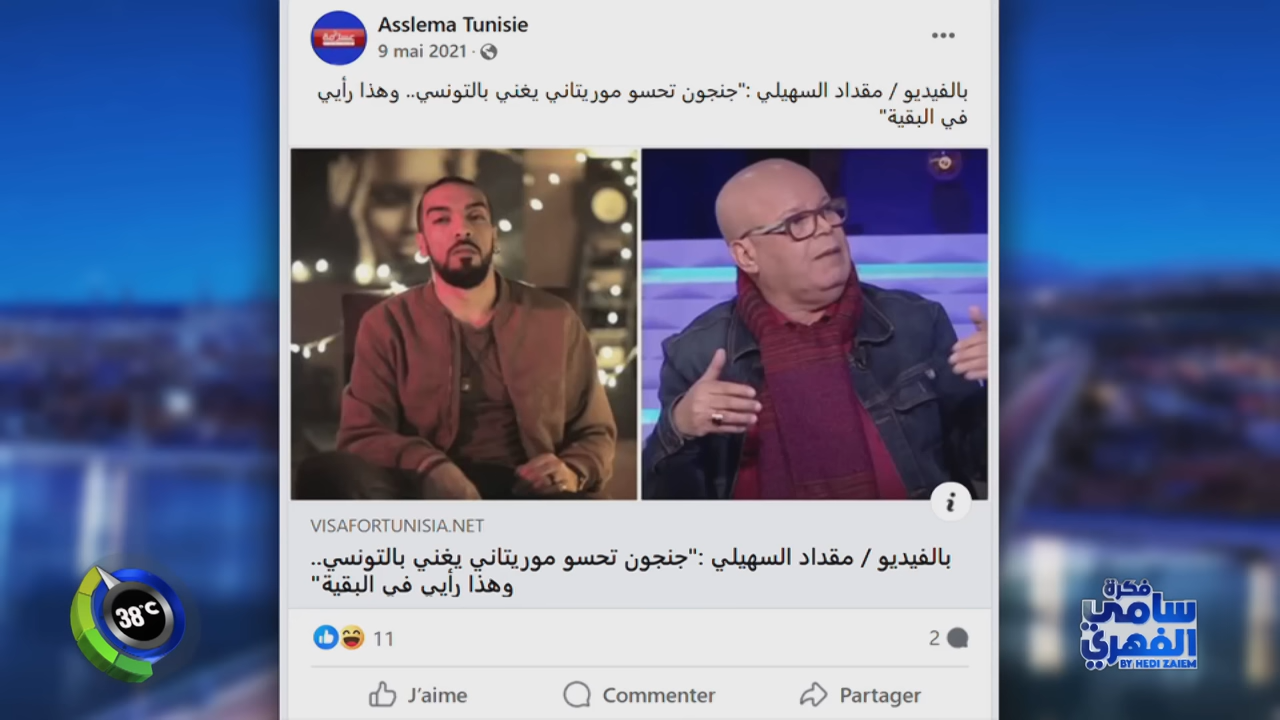 Asslema Tunisie
9 mai 2021
بالفيديو / مقداد السهيلي :"جنجون تحسو موريتاني يغني بالتونسي.. وهذا رأيي
في البقية"
VISAFORTUNISIA.NET
بالفيديو / مقداد السهيلي :"جنجون تحسو موريتاني يغني بالتونسي..
وهذا رأيي في البقية"
11
2
J'aime
Commenter
Partager
38°C
فكرة
سامي
الفهري
BY HEDI ZAIEM